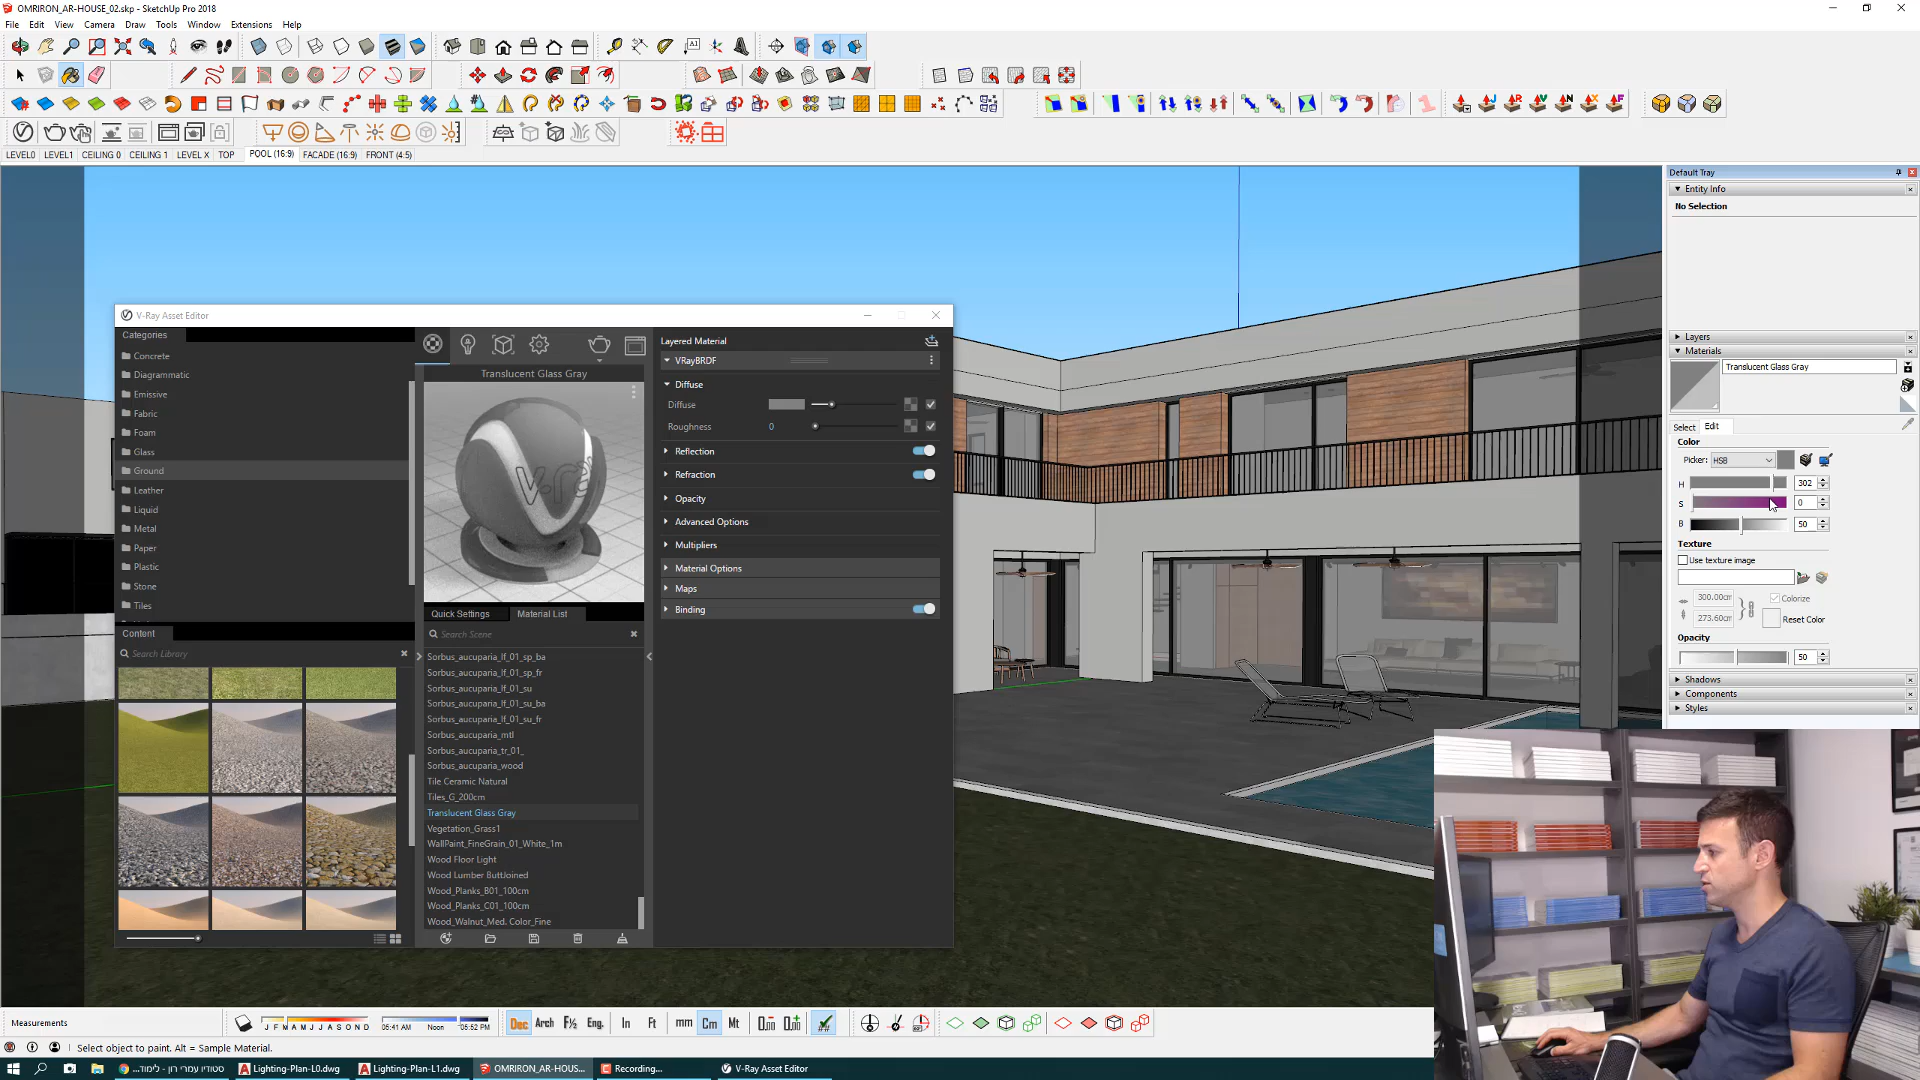 OMRIRON_AR-HOUSE_02.skp - SketchUp Pro 2018
File Edit View Camera Draw Tools Window Extensions Help
LEVEL0 LEVEL1 CEILING 0 CEILING 1 LEVEL X TOP POOL (16:9) FACADE (16:9) FRONT (4:5)
Default Tray
Entity Info
No Selection
V-Ray Asset Editor
Categories
Concrete
Diagrammatic
Emissive
Fabric
Foam
Glass
Ground
Leather
Liquid
Metal
Paper
Plastic
Stone
Tiles
Content
Search Library
Translucent Glass Gray
Quick Settings Material List
Search Scene
Sorbus_aucuparia_lf_01_sp_ba
Sorbus_aucuparia_lf_01_sp_fr
Sorbus_aucuparia_lf_01_su
Sorbus_aucuparia_lf_01_su_ba
Sorbus_aucuparia_lf_01_su_fr
Sorbus_aucuparia_mtl
Sorbus_aucuparia_tr_01_
Sorbus_aucuparia_wood
Tile Ceramic Natural
Tiles_G_200cm
Translucent Glass Gray
Vegetation_Grass1
WallPaint_FineGrain_01_White_1m
Wood Floor Light
Wood Lumber ButtJoined
Wood_Planks_B01_100cm
Wood_Planks_C01_100cm
Wood_Walnut_Med. Color_Fine
Layered Material
VRayBRDF
Diffuse
Diffuse
Roughness 0
Reflection
Refraction
Opacity
Advanced Options
Multipliers
Material Options
Maps
Binding
Layers
Materials
Translucent Glass Gray
Select Edit
Color
Picker: HSB
H 302
S 0
B 50
Texture
Use texture image
300.00cm Colorize
273.60cm Reset Color
Opacity
50
Shadows
Components
Styles
Measurements
J F M A M J J A S O N D
05:41 AM Noon 05:52 PM
Dec Arch F½ Eng. In Ft mm Cm Mt
Select object to paint. Alt = Sample Material.
סטודיו עמרי רון - לימוד...
Lighting-Plan-L0.dwg
Lighting-Plan-L1.dwg
OMRIRON_AR-HOUS...
Recording...
V-Ray Asset Editor